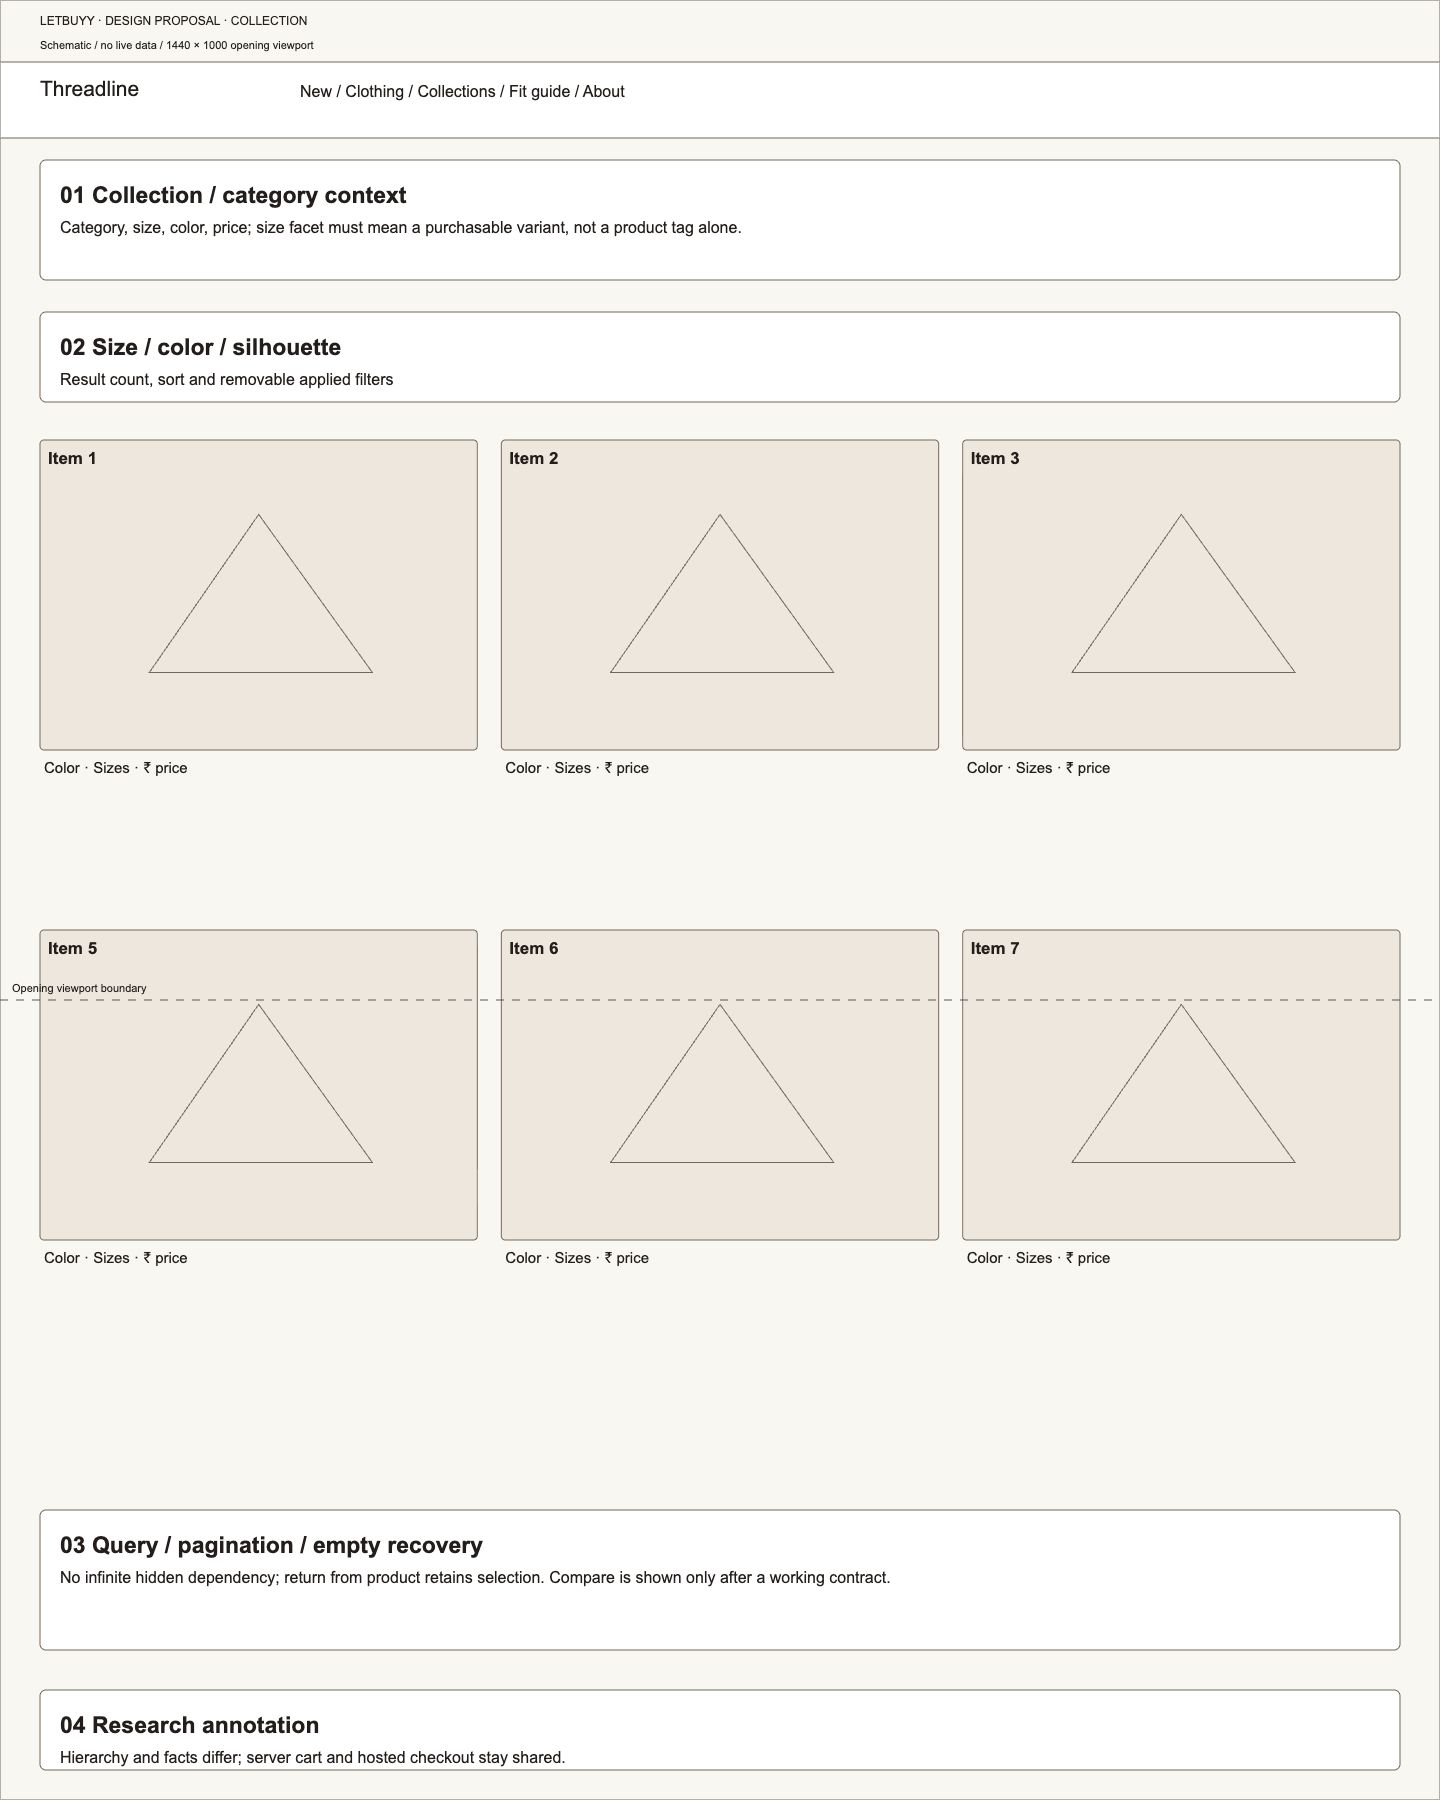 LETBUYY · DESIGN PROPOSAL · COLLECTION
Schematic / no live data / 1440 × 1000 opening viewport
Threadline
New / Clothing / Collections / Fit guide / About
01 Collection / category context
Category, size, color, price; size facet must mean a purchasable variant, not a product tag alone.
02 Size / color / silhouette
Result count, sort and removable applied filters
Item 1
Item 2
Item 3
Color · Sizes · ₹ price
Color · Sizes · ₹ price
Color · Sizes · ₹ price
Item 5
Item 6
Item 7
Opening viewport boundary
Color · Sizes · ₹ price
Color · Sizes · ₹ price
Color · Sizes · ₹ price
03 Query / pagination / empty recovery
No infinite hidden dependency; return from product retains selection. Compare is shown only after a working contract.
04 Research annotation
Hierarchy and facts differ; server cart and hosted checkout stay shared.